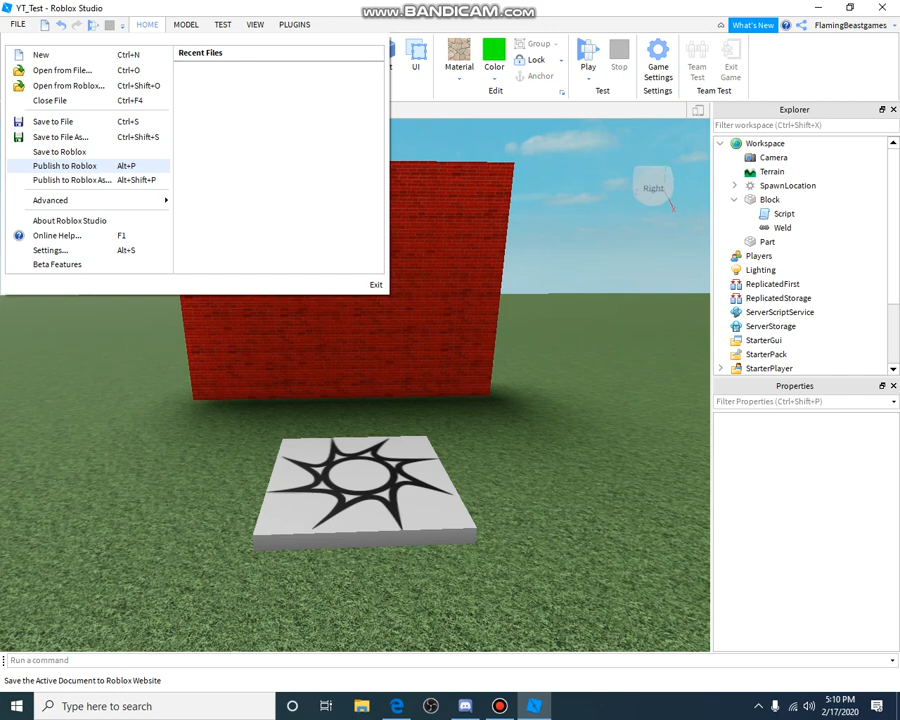 YT_Test - Roblox Studio
www.BANDICAM.com
FILE
HOME
MODEL
TEST
VIEW
PLUGINS
What's New
FlamingBeastgames
New Ctrl+N
Open from File...
Open from Roblox... Ctrl+Shift+O
Close File Ctrl+F4
Save to File Ctrl+S
Save to File As... Ctrl+Shift+S
Save to Roblox
Publish to Roblox Alt+P
Publish to Roblox As... Alt+Shift+P
Advanced
About Roblox Studio
Online Help... F1
Settings... Alt+S
Beta Features
Recent Files
Exit
UI
Material
Color
Group
Lock
Anchor
Edit
Play
Stop
Test
Game
Settings
Settings
Team
Test
Exit
Game
Team Test
Right
Explorer
Filter workspace (Ctrl+Shift+X)
Workspace
Camera
Terrain
SpawnLocation
Block
Script
Weld
Part
Players
Lighting
ReplicatedFirst
ReplicatedStorage
ServerScriptService
ServerStorage
StarterGui
StarterPack
StarterPlayer
Properties
Filter Properties (Ctrl+Shift+P)
Run a command
Save the Active Document to Roblox Website
Type here to search
5:10 PM
2/17/2020